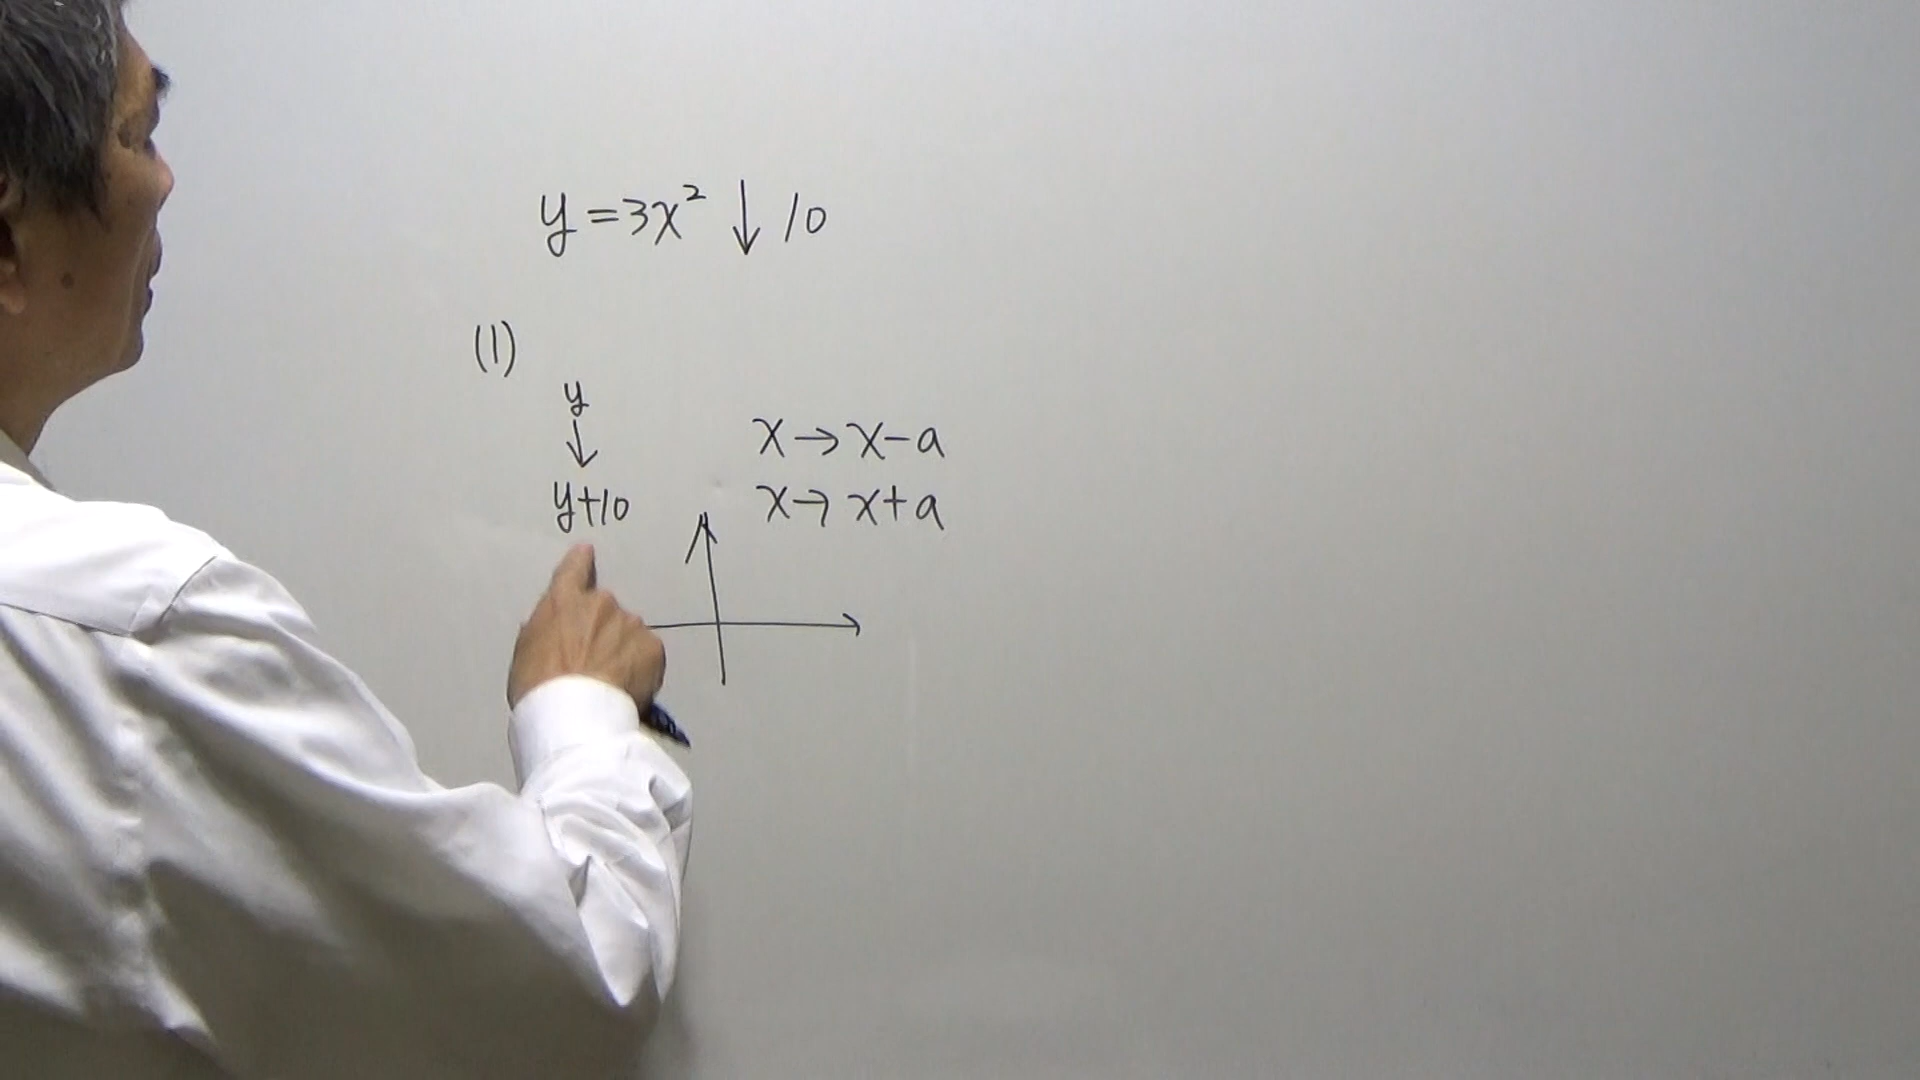 y=3x² ↓ 10
(1)
y
↓
y+10
x→x-a
x→x+a